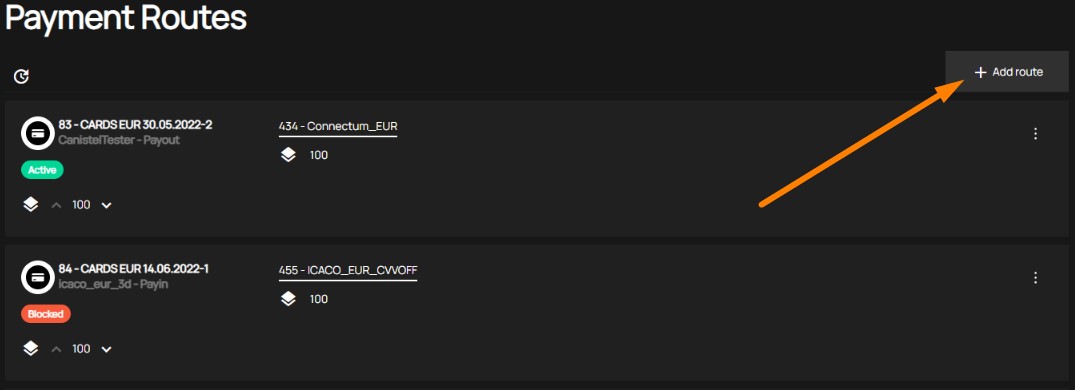 Payment Routes
Add route
83 - CARDS EUR 30.05.2022-2
CanistelTester - Payout
Active
100
434 - Connectum_EUR
100
84 - CARDS EUR 14.06.2022-1
icaco_eur_3d - Payin
Blocked
100
455 - ICACO_EUR_CVVOFF
100